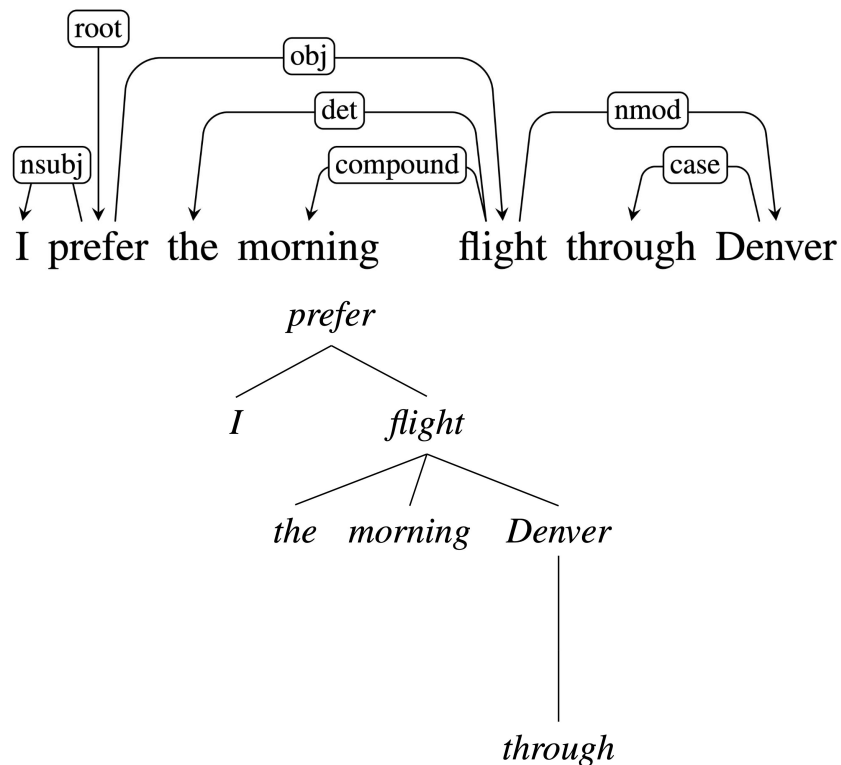 root
obj
det
nmod
nsubj
compound
case
I prefer the morning flight through Denver
prefer
I flight
the morning Denver
through